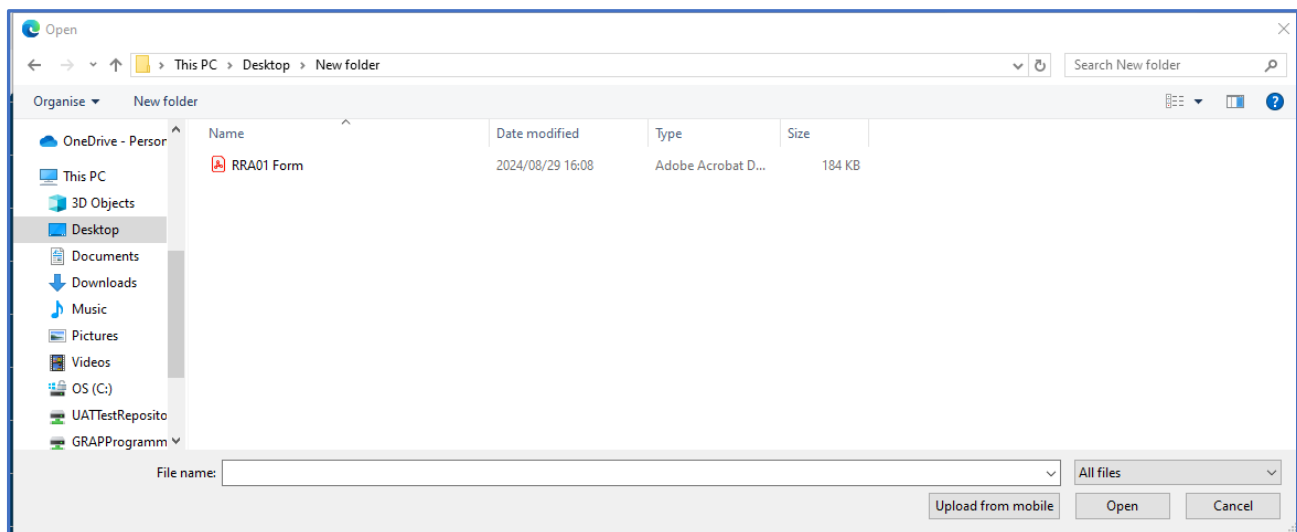 Open
This PC > Desktop > New folder
Search New folder
Organise
New folder
OneDrive - Person
This PC
3D Objects
Desktop
Documents
Downloads
Music
Pictures
Videos
OS (C:)
UATTestReposito
GRAPProgramm
Name Date modified Type Size
RRA01 Form 2024/08/29 16:08 Adobe Acrobat D... 184 KB
File name:
All files
Upload from mobile Open Cancel